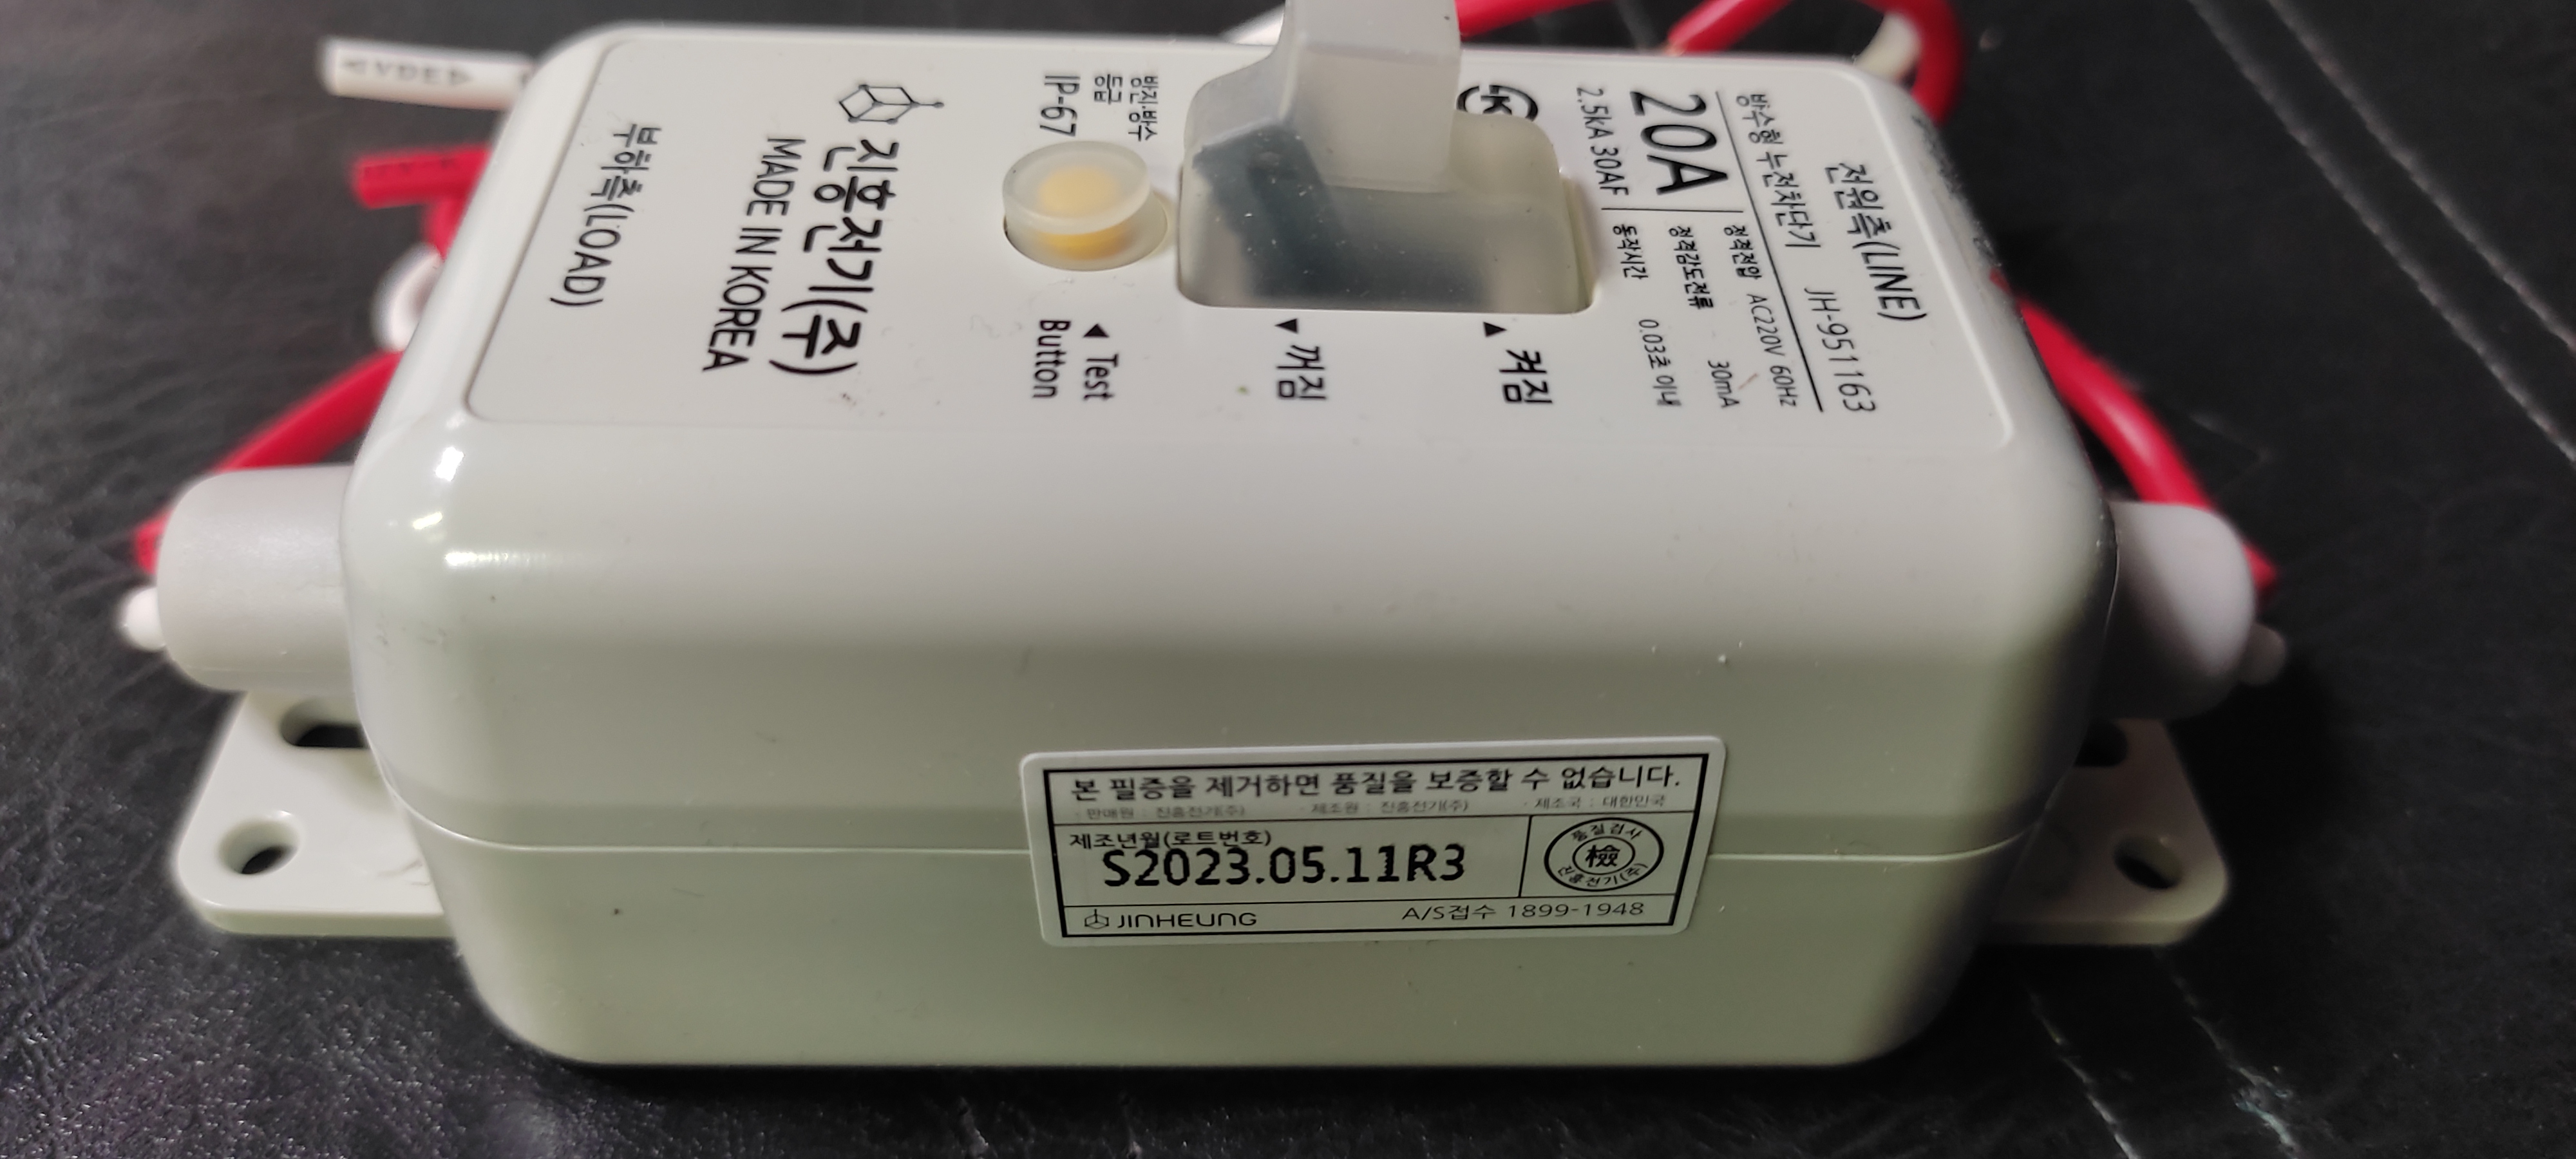 전원측(LINE)
방수형 누전차단기 JH-951163
20A
2.5kA 30AF
정격전압 AC220V 60Hz
정격감도전류 30mA
동작시간 0.03초 이내
▲ 켜짐
▼ 꺼짐
방진.방수
등급
IP-67
◀ Test
Button
진흥전기(주)
MADE IN KOREA
부하측(LOAD)
본 필증을 제거하면 품질을 보증할 수 없습니다.
· 판매원 : 진흥전기(주) · 제조원 : 진흥전기(주) · 제조국 : 대한민국
제조년월(로트번호)
S2023.05.11R3
품질검사
檢
진흥전기(주)
JINHEUNG
A/S접수 1899-1948